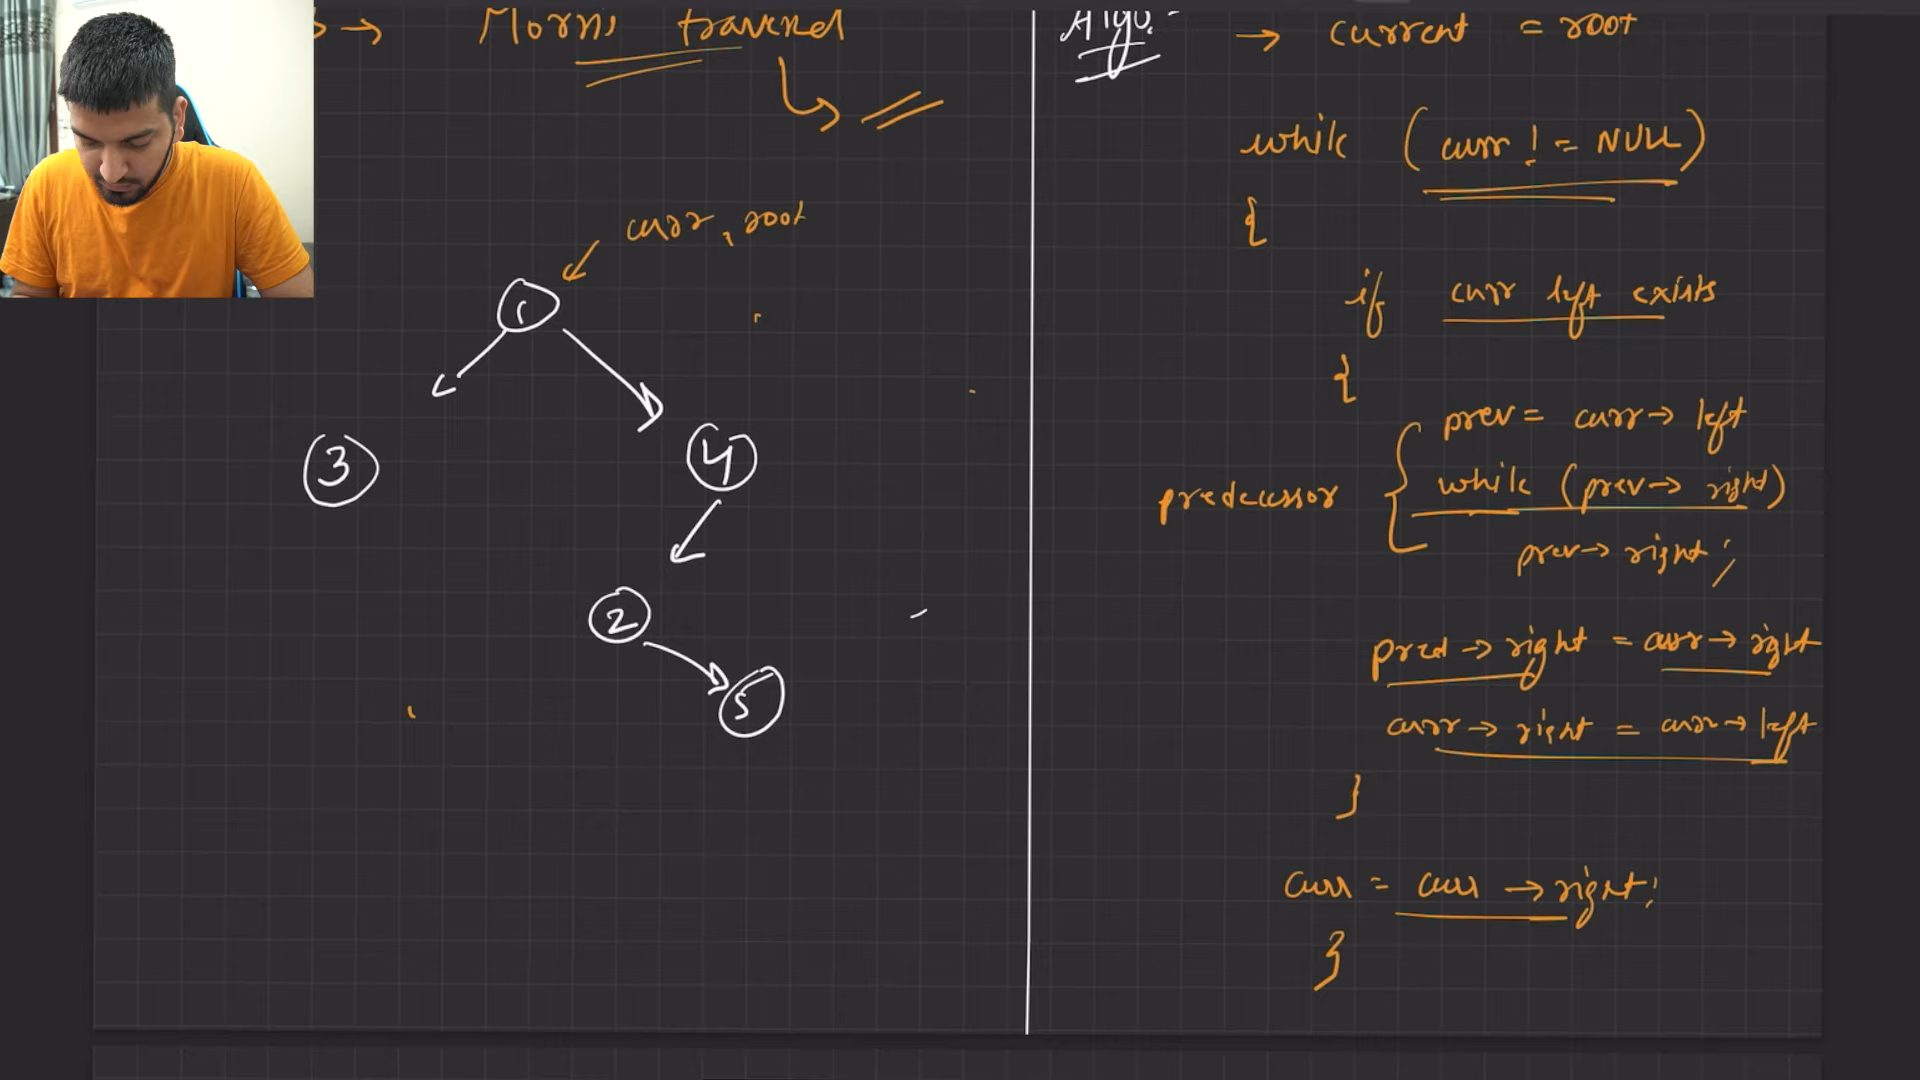 → Morris traversal
curr, root
1
3
4
2
5
Algo:-
→ current = root
while (curr != NULL)
{
if curr left exists
{
prev = curr → left
while (prev → right)
predecessor
prev → right;
pred → right = curr → right
curr → right = curr → left
}
curr = curr → right;
}